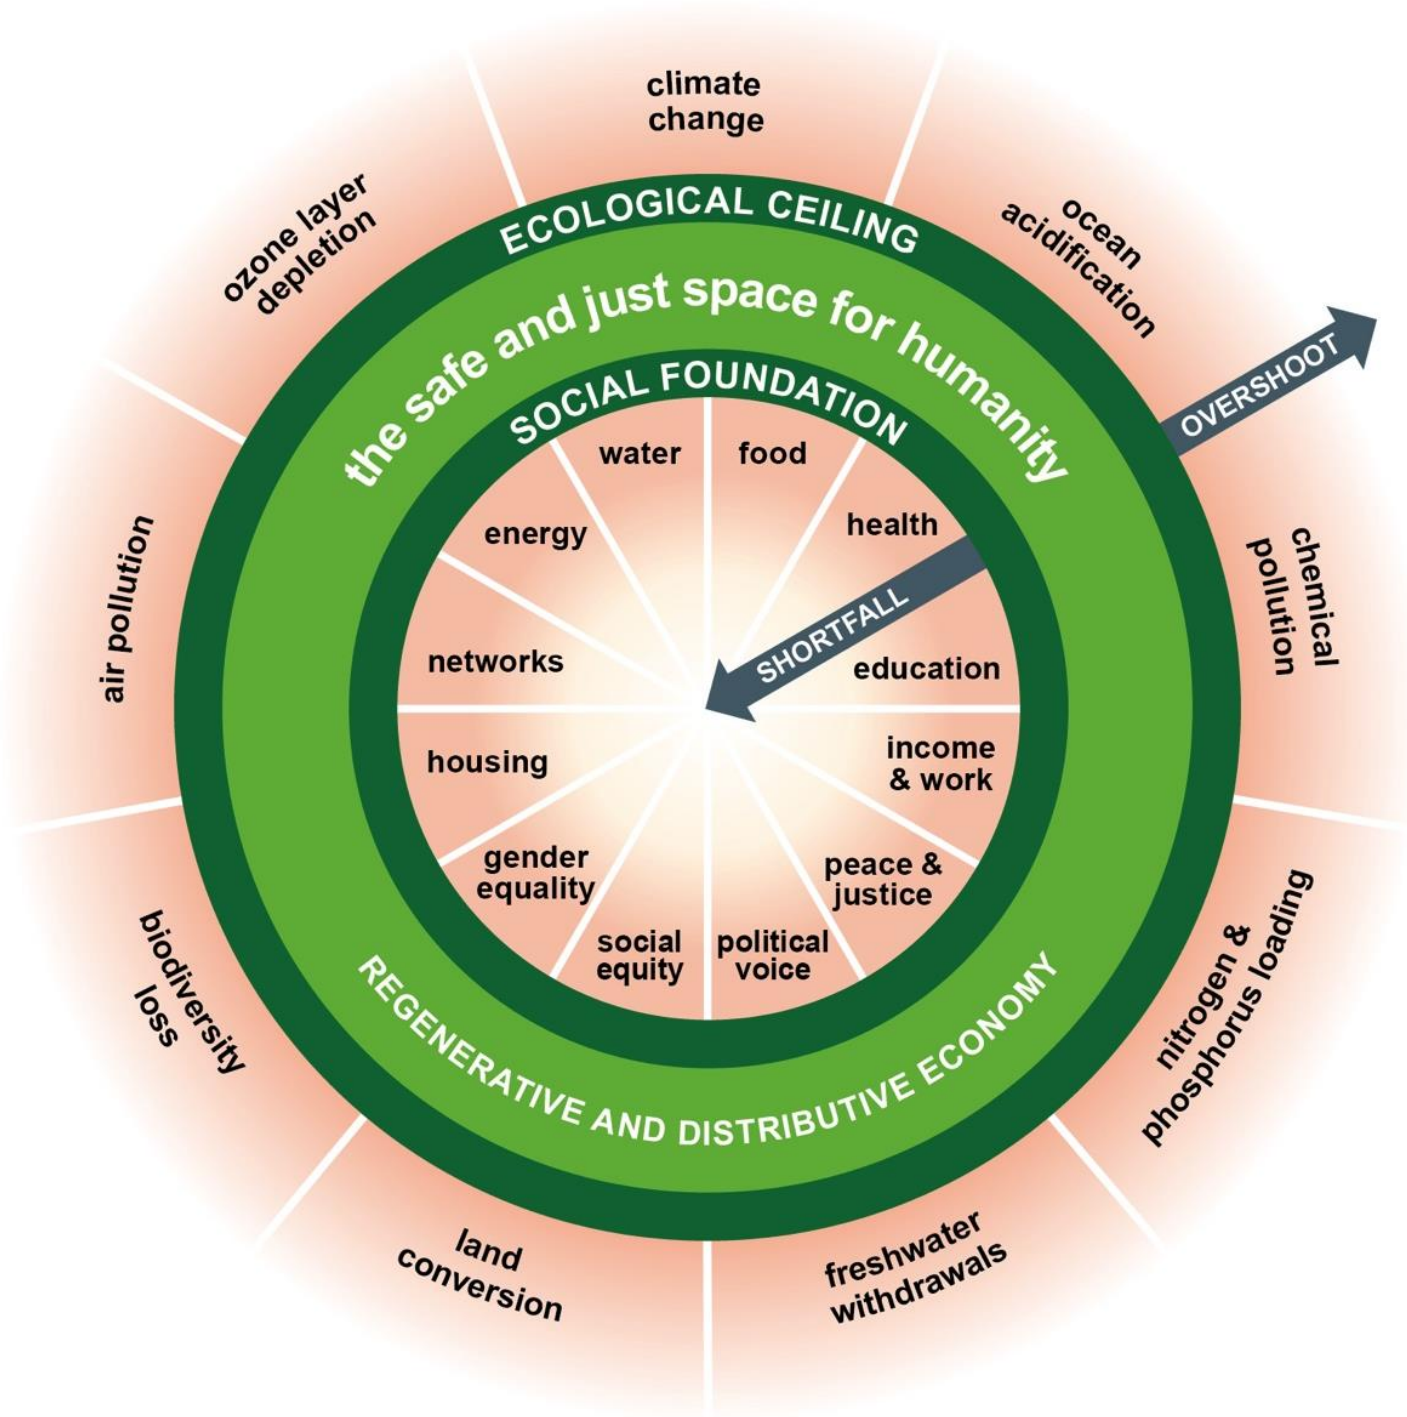 climate
change
ocean
acidification
OVERSHOOT
chemical
pollution
nitrogen &
phosphorus loading
freshwater
withdrawals
land
conversion
biodiversity
loss
air pollution
ozone layer
depletion
ECOLOGICAL CEILING
the safe and just space for humanity
SOCIAL FOUNDATION
water
food
health
SHORTFALL
education
income
& work
peace &
justice
political
voice
social
equity
gender
equality
housing
networks
energy
REGENERATIVE AND DISTRIBUTIVE ECONOMY